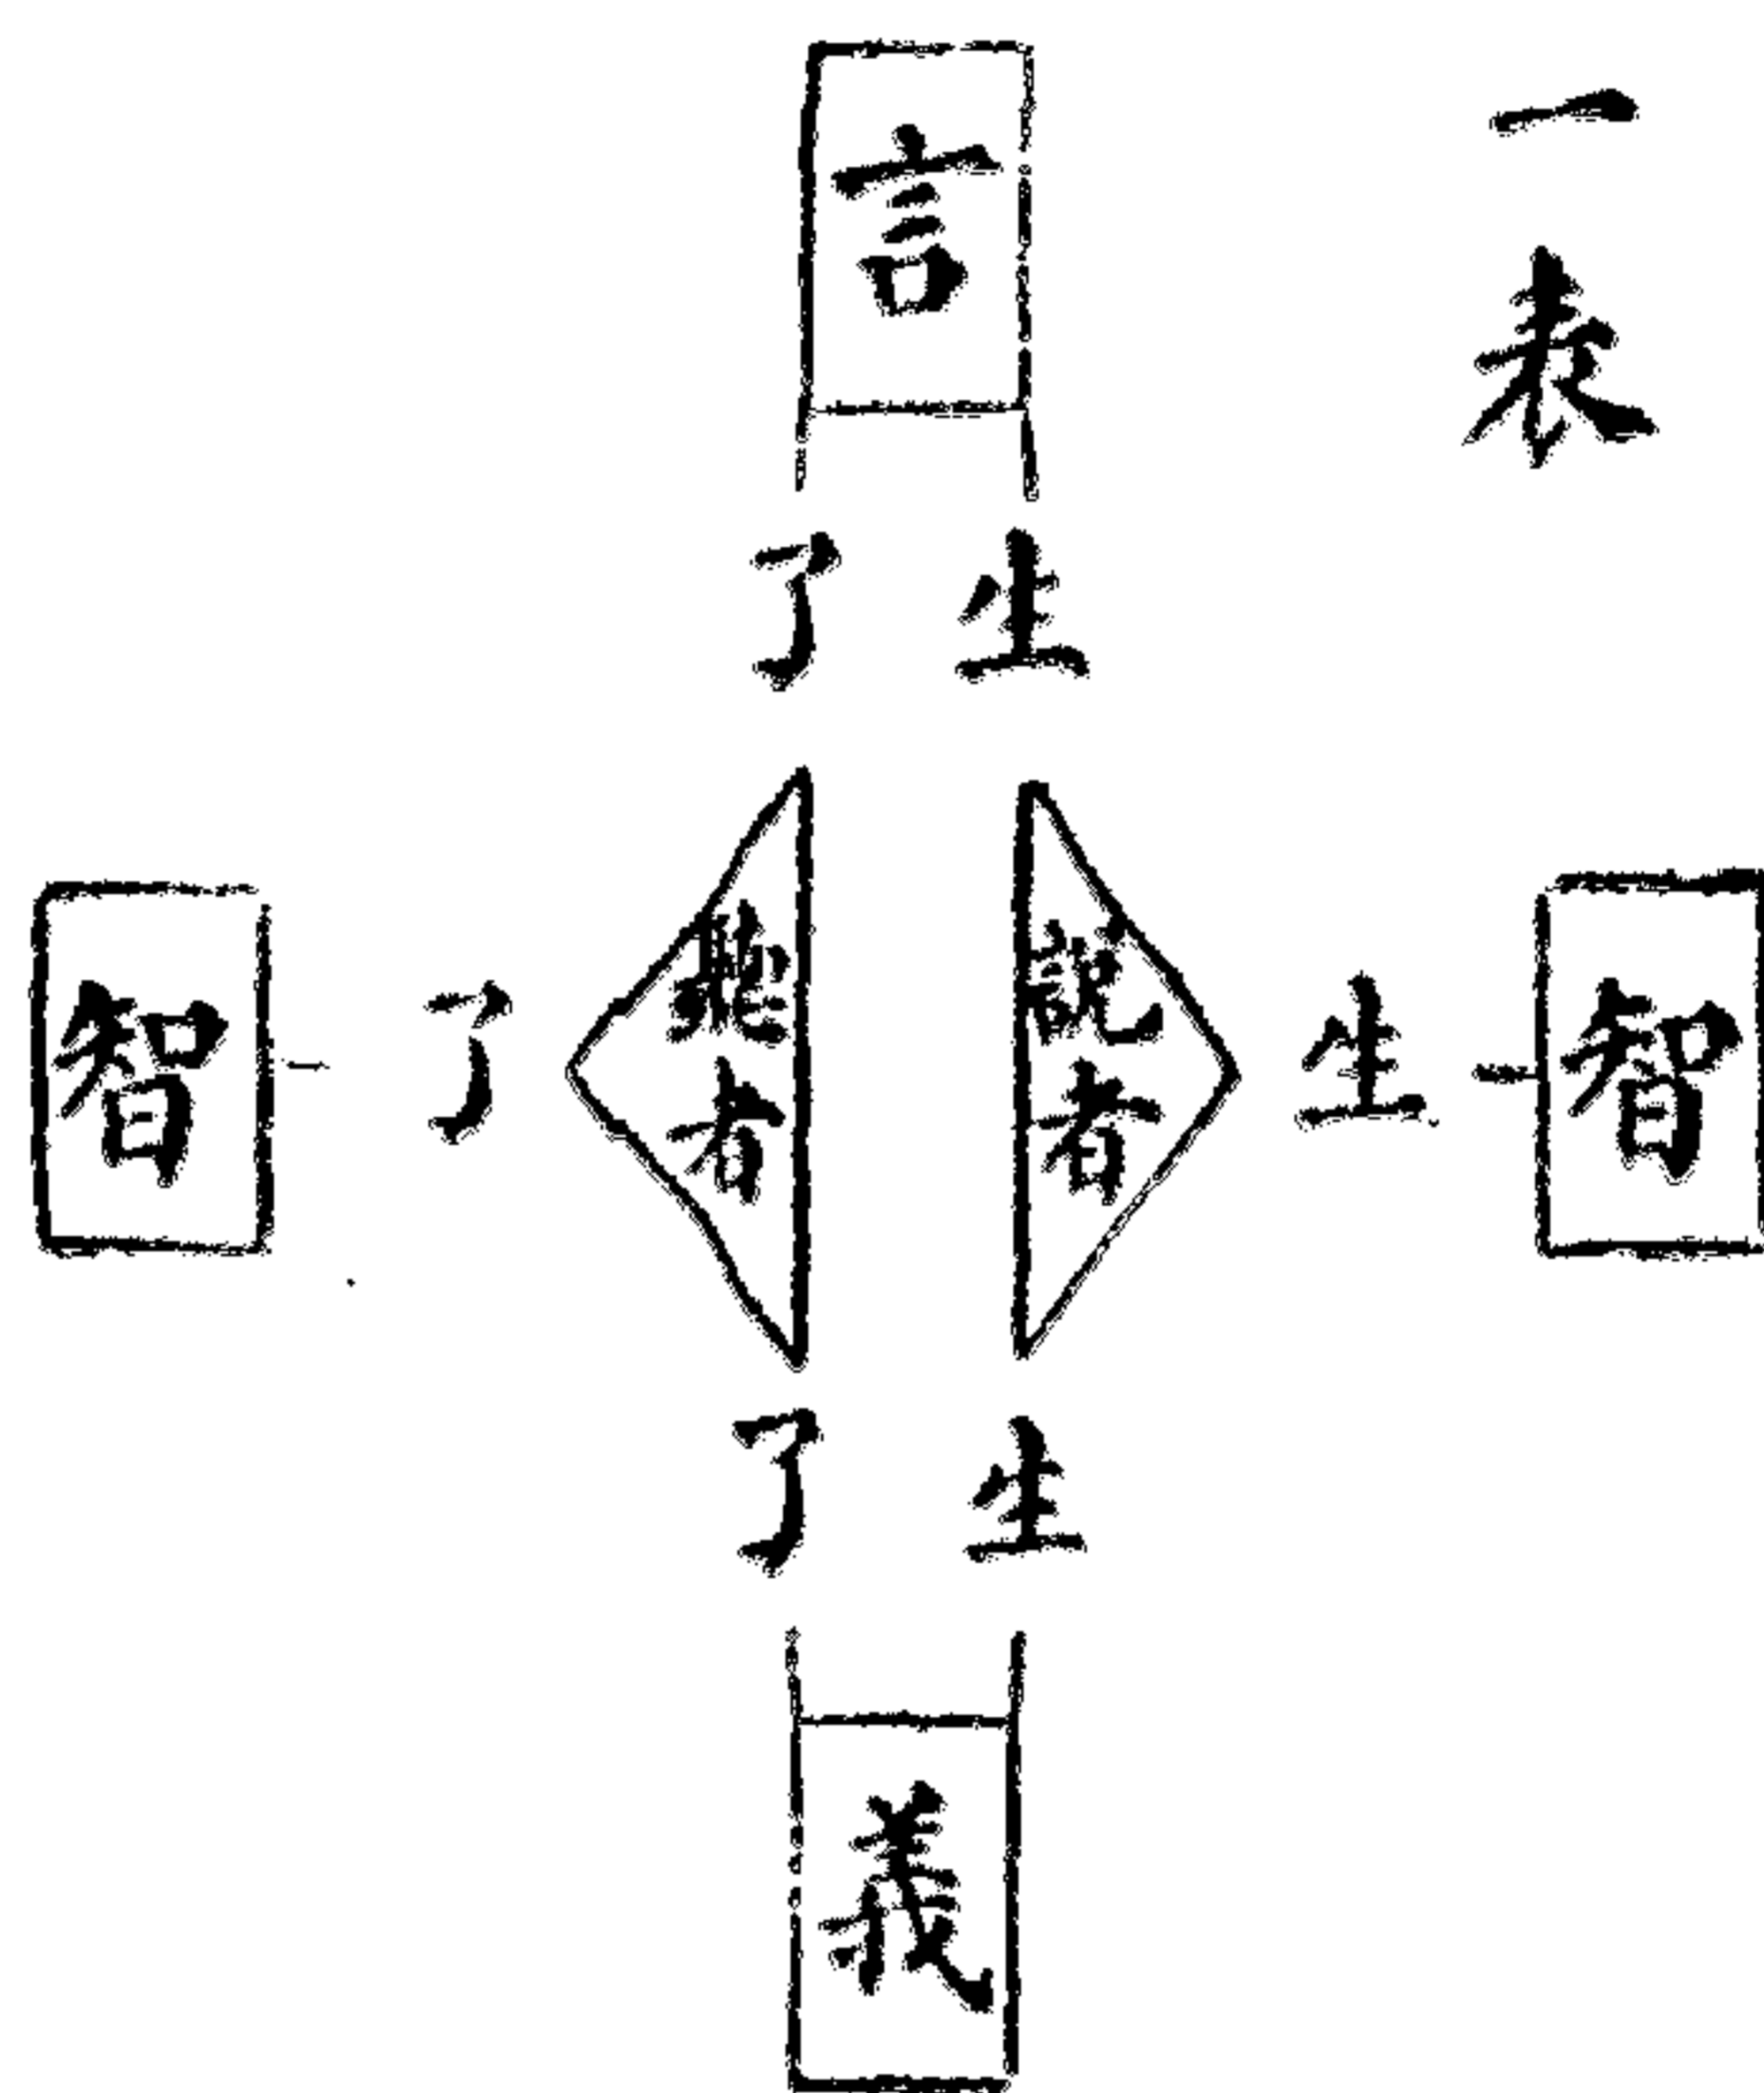 一表
言
生
了
智
生
說者
聽者
了
智
生
了
義